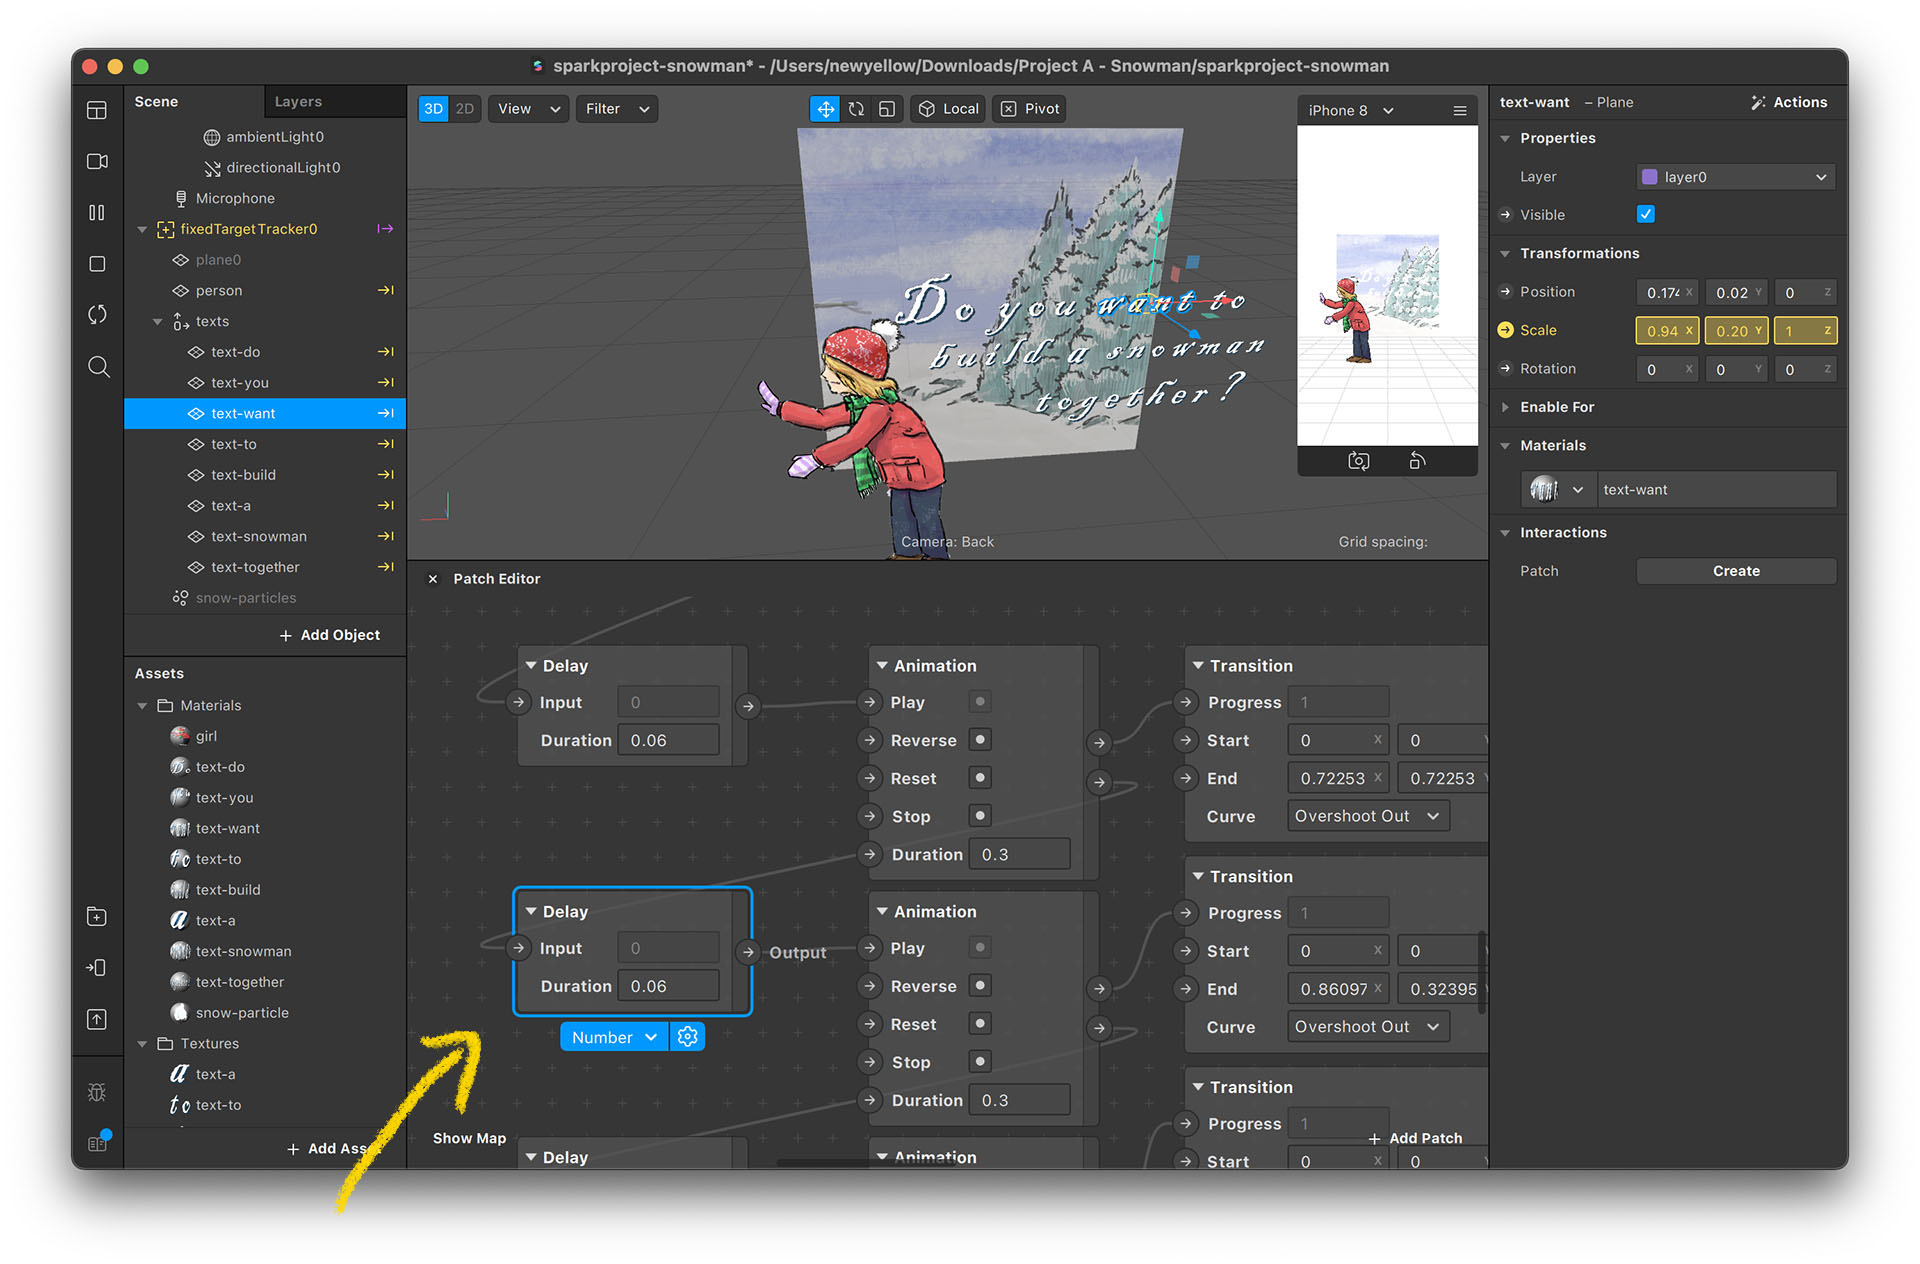 sparkproject-snowman* - /Users/newyellow/Downloads/Project A - Snowman/sparkproject-snowman
Scene
Layers
ambientLight0
directionalLight0
Microphone
fixedTargetTracker0
plane0
person
texts
text-do
text-you
text-want
text-to
text-build
text-a
text-snowman
text-together
snow-particles
+ Add Object
Assets
Materials
girl
text-do
text-you
text-want
text-to
text-build
text-a
text-snowman
text-together
snow-particle
Textures
text-a
text-to
+ Add Ass
3D 2D View Filter Local Pivot
Do you want to
build a snowman
together?
Camera: Back
Grid spacing:
iPhone 8
Patch Editor
Delay
Input 0
Duration 0.06
Animation
Play
Reverse
Reset
Stop
Duration 0.3
Transition
Progress 1
Start 0 X 0
End 0.72253 X 0.72253
Curve Overshoot Out
Delay
Input 0
Duration 0.06
Output
Number
Animation
Play
Reverse
Reset
Stop
Duration 0.3
Transition
Progress 1
Start 0 X 0
End 0.86097 X 0.32395
Curve Overshoot Out
Show Map
Delay
Animation
Transition
Progress 1
+ Add Patch
Start 0 X 0
text-want – Plane Actions
Properties
Layer layer0
Visible
Transformations
Position 0.174 X 0.02 Y 0 Z
Scale 0.94 X 0.20 Y 1 Z
Rotation 0 X 0 Y 0 Z
Enable For
Materials
text-want
Interactions
Patch Create